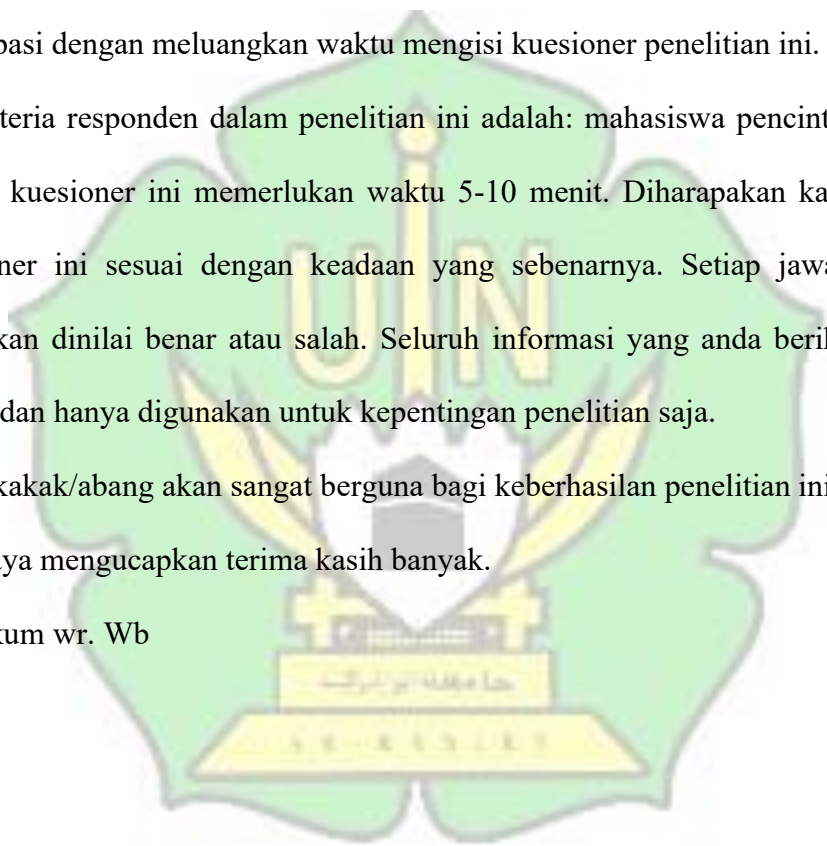 pasi dengan meluangkan waktu mengisi kuesioner penelitian ini.
teria responden dalam penelitian ini adalah: mahasiswa pencint
kuesioner ini memerlukan waktu 5-10 menit. Diharapakan ka
ner ini sesuai dengan keadaan yang sebenarnya. Setiap jawa
kan dinilai benar atau salah. Seluruh informasi yang anda beril
dan hanya digunakan untuk kepentingan penelitian saja.
kakak/abang akan sangat berguna bagi keberhasilan penelitian ini
ya mengucapkan terima kasih banyak.
kum wr. Wb
UIN